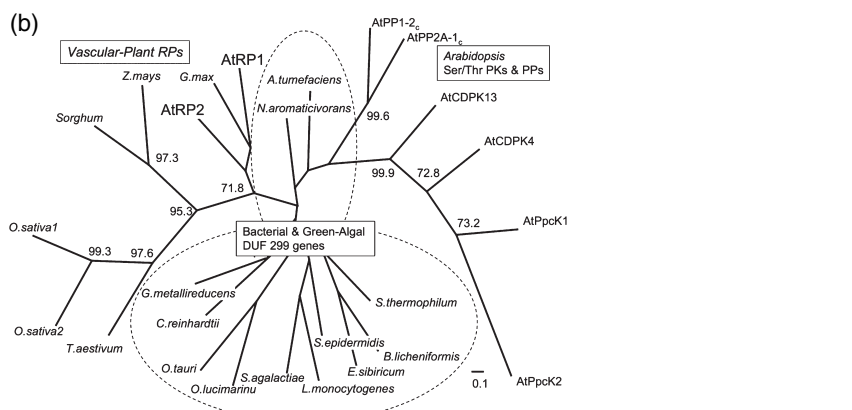 (b)
Vascular-Plant RPs
AtPP1-2c
AtPP2A-1c
Arabidopsis
Ser/Thr PKs & PPs
AtRP1
Z.mays
G.max
A.tumefaciens
AtCDPK13
Sorghum
AtRP2
N.aromaticivorans
99.6
AtCDPK4
97.3
99.9
72.8
71.8
95.3
73.2
AtPpcK1
O.sativa1
99.3
97.6
Bacterial & Green-Algal
DUF 299 genes
G.metallireducens
S.thermophilum
C.reinhardtii
O.sativa2
T.aestivum
S.epidermidis
B.licheniformis
O.tauri
S.agalactiae
E.sibiricum
O.lucimarinu
L.monocytogenes
0.1
AtPpcK2